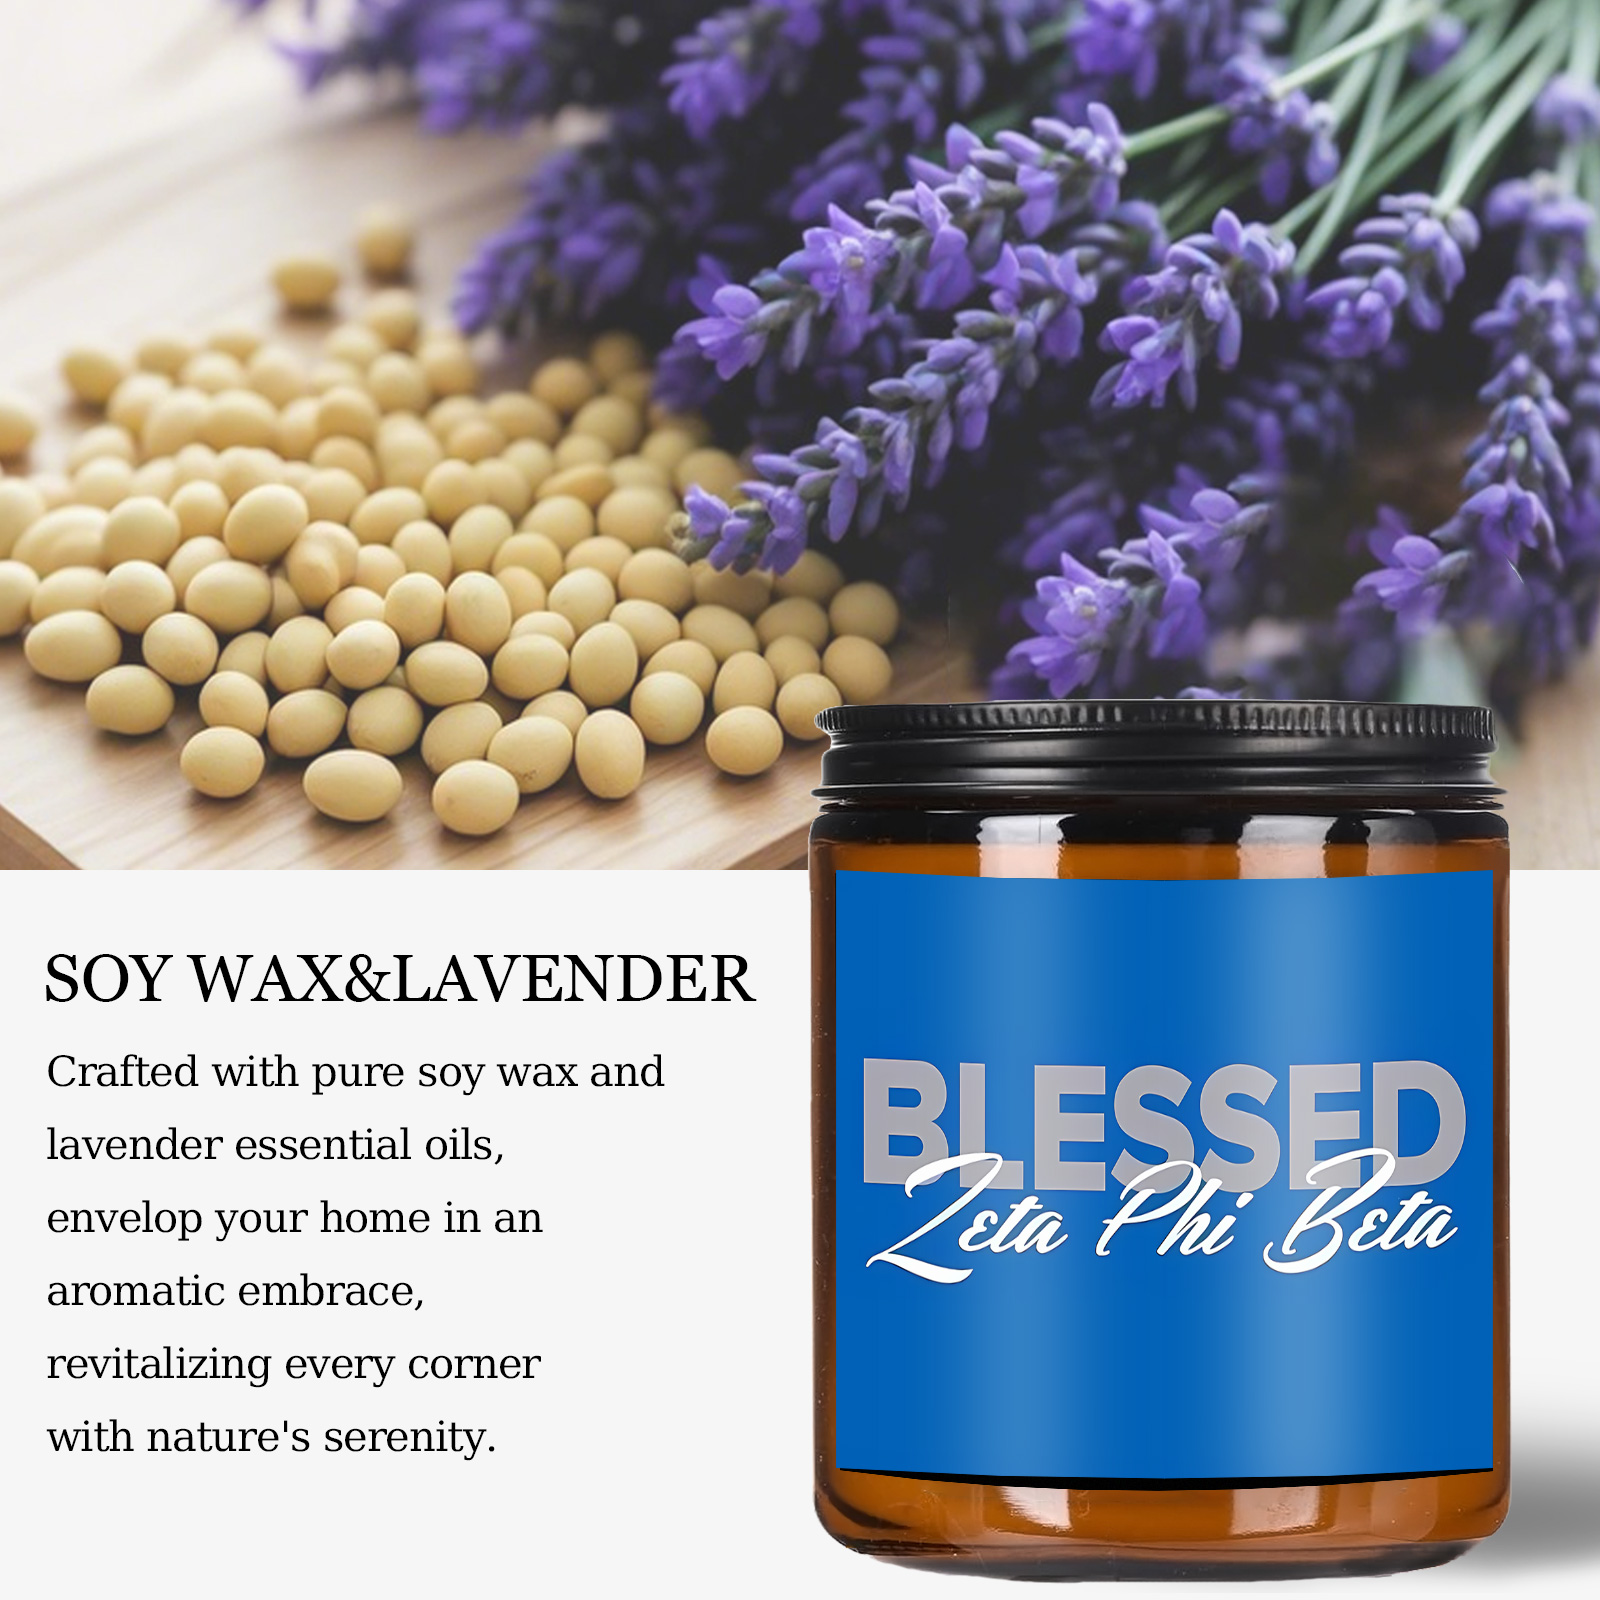 SOY WAX&LAVENDER
Crafted with pure soy wax and
lavender essential oils,
envelop your home in an
aromatic embrace,
revitalizing every corner
with nature's serenity.
BLESSED
Zeta Phi Beta